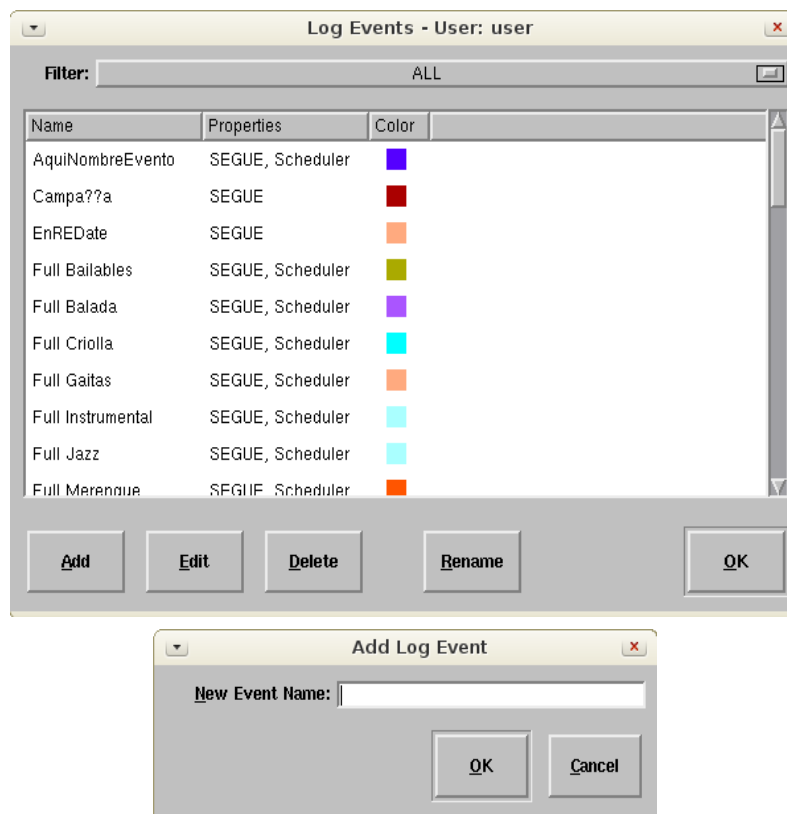 Log Events - User: user
Filter: ALL
Name Properties Color
AquiNombreEvento SEGUE, Scheduler
Campa??a SEGUE
EnREDate SEGUE
Full Bailables SEGUE, Scheduler
Full Balada SEGUE, Scheduler
Full Criolla SEGUE, Scheduler
Full Gaitas SEGUE, Scheduler
Full Instrumental SEGUE, Scheduler
Full Jazz SEGUE, Scheduler
Full Merengue SEGUE, Scheduler
Add Edit Delete Rename OK
Add Log Event
New Event Name:
OK Cancel